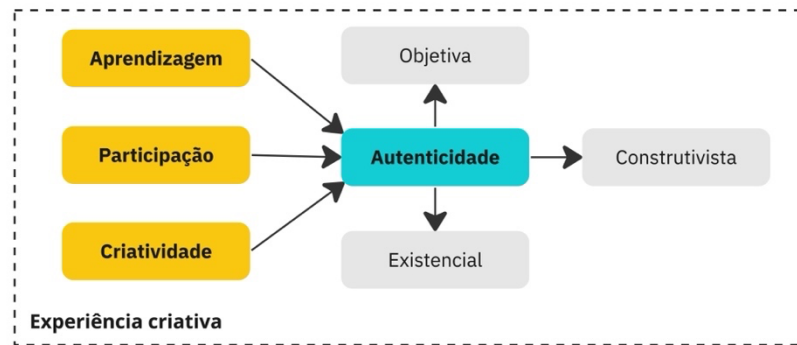 Aprendizagem
Objetiva
Participação
Autenticidade
Construtivista
Criatividade
Existencial
Experiência criativa